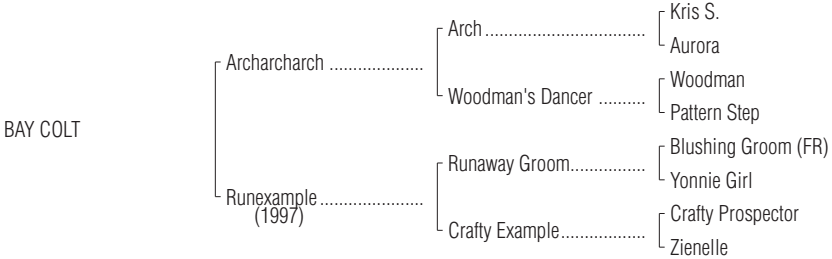 Kris S.
Arch ................................
Aurora
Archarcharch ....................
Woodman
Woodman's Dancer ..........
Pattern Step
BAY COLT
Blushing Groom (FR)
Runaway Groom................
Yonnie Girl
Runexample......................
(1997)
Crafty Prospector
Crafty Example..................
Zienelle